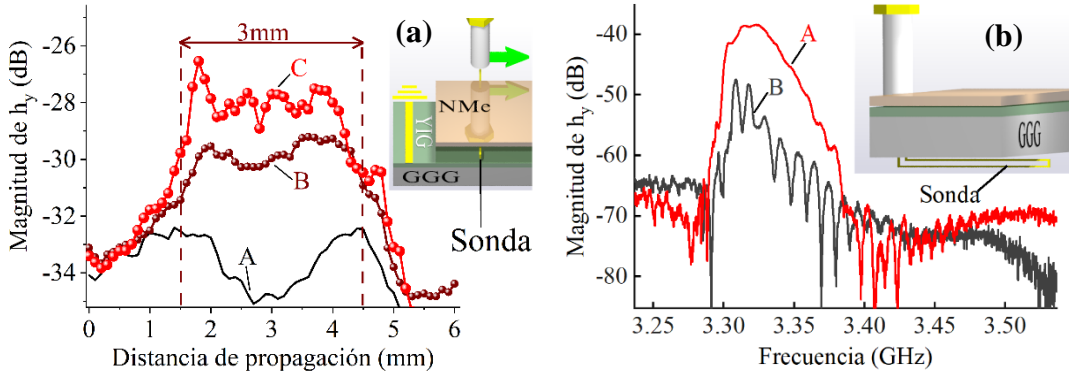 (a)
3mm
-26
-28
-30
-32
-34
Magnitud de h_y (dB)
C
B
A
0 1 2 3 4 5 6
Distancia de propagación (mm)
NMe
YIG
GGG
Sonda
(b)
-40
-50
-60
-70
-80
Magnitud de h_y (dB)
A
B
3.25 3.30 3.35 3.40 3.45 3.50
Frecuencia (GHz)
GGG
Sonda